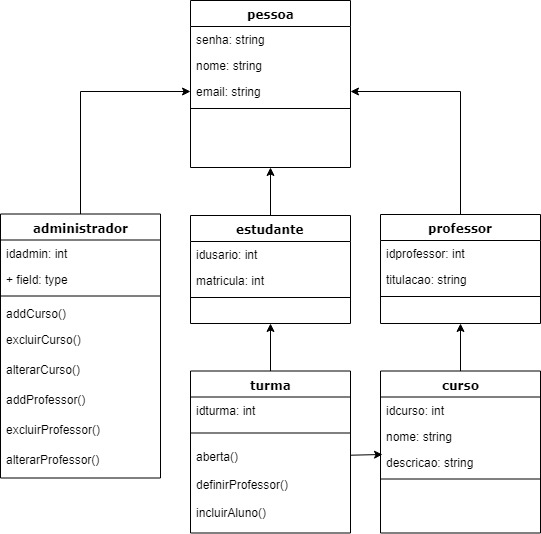 pessoa
senha: string
nome: string
email: string
administrador
idadmin: int
+ field: type
addCurso()
excluirCurso()
alterarCurso()
addProfessor()
excluirProfessor()
alterarProfessor()
estudante
idusario: int
matricula: int
professor
idprofessor: int
titulacao: string
turma
idturma: int
aberta()
definirProfessor()
incluirAluno()
curso
idcurso: int
nome: string
descricao: string